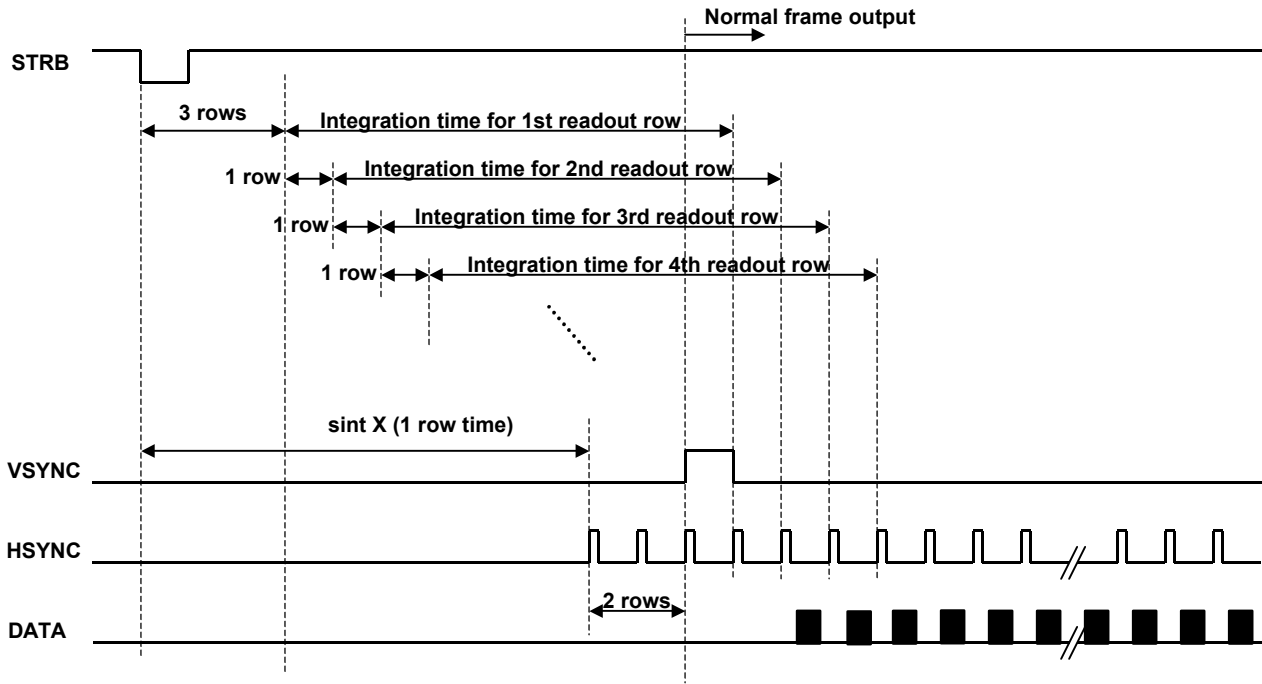 Normal frame output
STRB
3 rows
Integration time for 1st readout row
1 row
Integration time for 2nd readout row
1 row
Integration time for 3rd readout row
1 row
Integration time for 4th readout row
sint X (1 row time)
VSYNC
HSYNC
2 rows
DATA